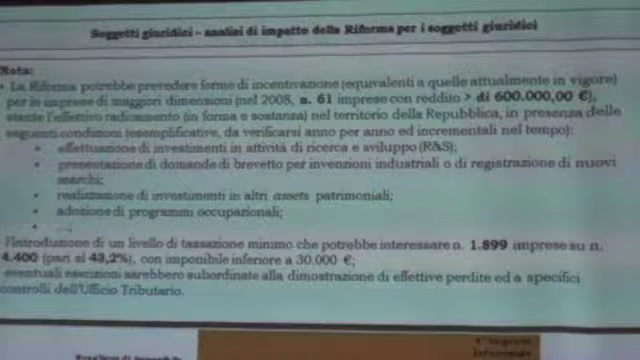 Soggetti giuridici – analisi di impatto della Riforma per i soggetti giuridici
Nota:
• La Riforma potrebbe prevedere forme di incentivazione (equivalenti a quelle attualmente in vigore)
per le imprese di maggiori dimensioni (nel 2008, n. 61 imprese con reddito > di 600.000,00 €),
stante l'effettivo radicamento (in forma e sostanza) nel territorio della Repubblica, in presenza delle
seguenti condizioni (esemplificative, da verificarsi anno per anno ed incrementali nel tempo):
• effettuazione di investimenti in attività di ricerca e sviluppo (R&S);
• presentazione di domande di brevetto per invenzioni industriali o di registrazione di nuovi
marchi;
• realizzazione di investimenti in altri assets patrimoniali;
• adozione di programmi occupazionali;
• ...;
l'introduzione di un livello di tassazione minimo che potrebbe interessare n. 1.899 imprese su n.
4.400 (pari al 43,2%), con imponibile inferiore a 30.000 €;
eventuali esenzioni sarebbero subordinate alla dimostrazione di effettive perdite ed a specifici
controlli dell'Ufficio Tributario.